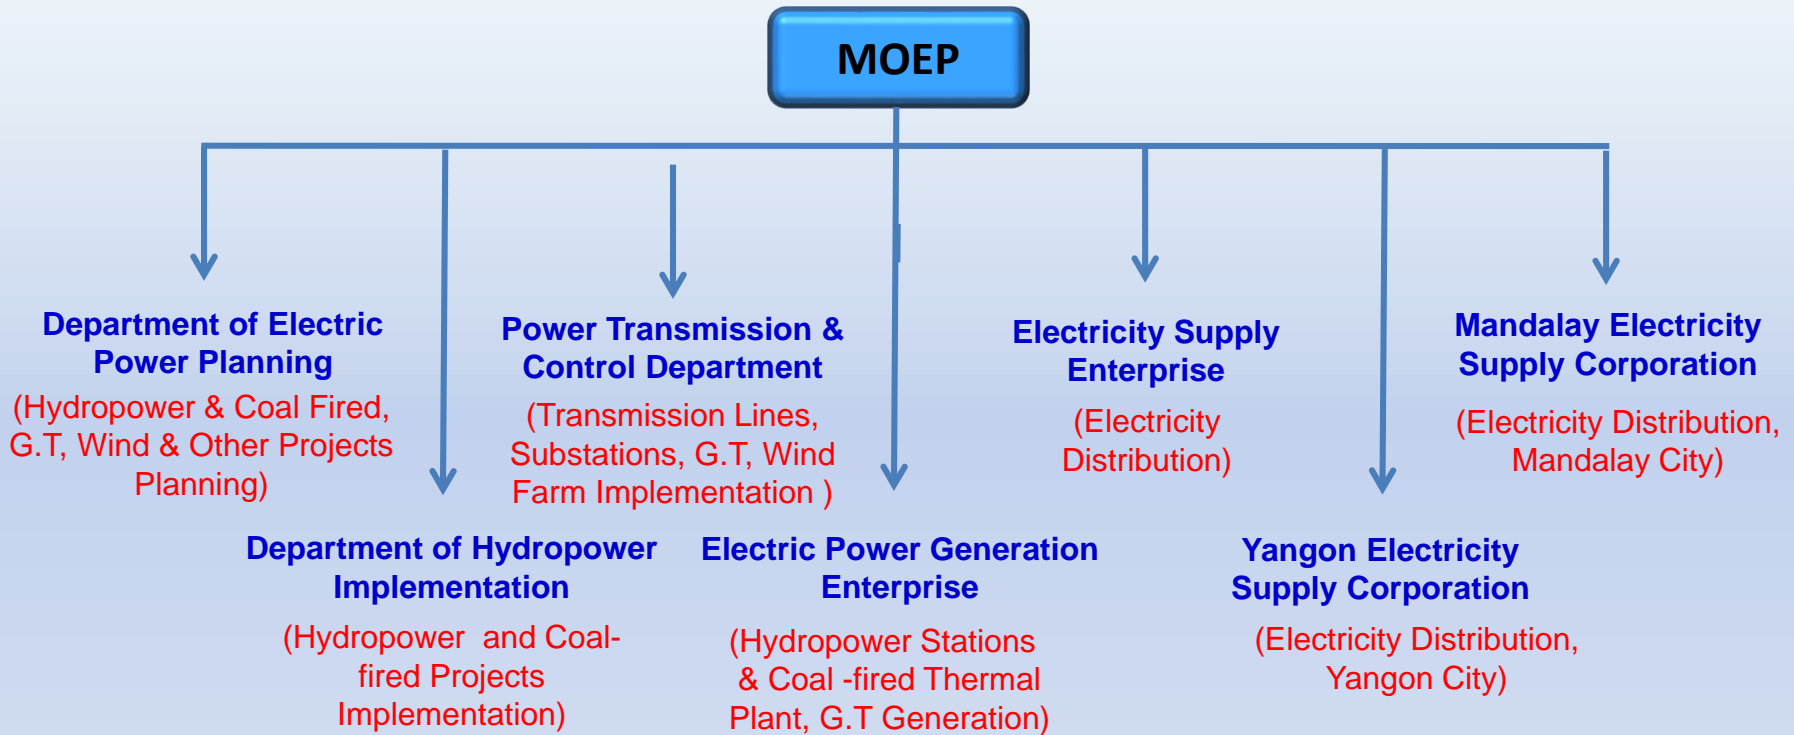 MOEP
Department of Electric
Power Planning
(Hydropower & Coal Fired,
G.T, Wind & Other Projects
Planning)
Power Transmission &
Control Department
(Transmission Lines,
Substations, G.T, Wind
Farm Implementation )
Electricity Supply
Enterprise
(Electricity
Distribution)
Mandalay Electricity
Supply Corporation
(Electricity Distribution,
Mandalay City)
Department of Hydropower
Implementation
(Hydropower  and Coal-
fired Projects
Implementation)
Electric Power Generation
Enterprise
(Hydropower Stations
& Coal -fired Thermal
Plant, G.T Generation)
Yangon Electricity
Supply Corporation
(Electricity Distribution,
Yangon City)